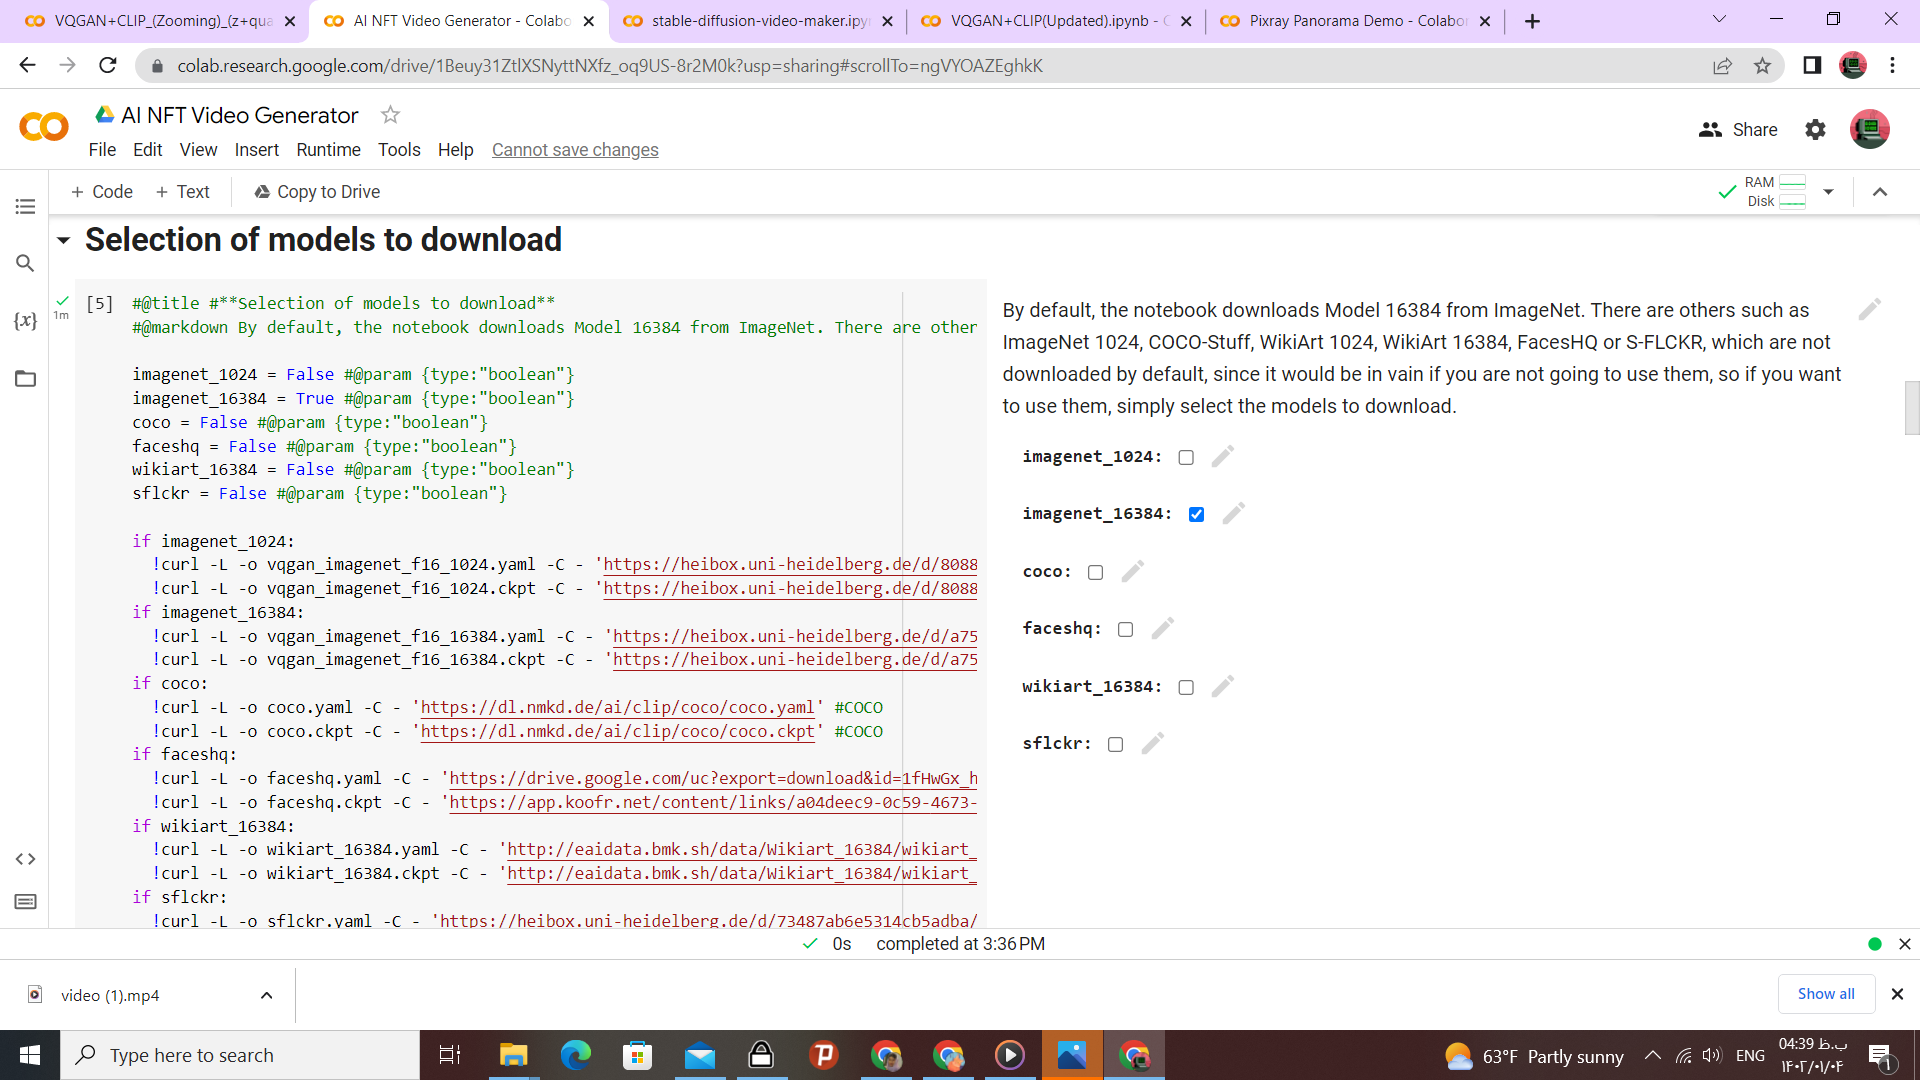 VQGAN+CLIP_(Zooming)_(z+qua
AI NFT Video Generator - Colabo
stable-diffusion-video-maker.ipy
VQGAN+CLIP(Updated).ipynb - C
Pixray Panorama Demo - Colabor
colab.research.google.com/drive/1Beuy31ZtlXSNyttNXfz_oq9US-8r2M0k?usp=sharing#scrollTo=ngVYOAZEghkK
AI NFT Video Generator
Share
File Edit View Insert Runtime Tools Help Cannot save changes
+ Code + Text Copy to Drive
RAM
Disk
Selection of models to download
1m
[5] #@title #**Selection of models to download**
#@markdown By default, the notebook downloads Model 16384 from ImageNet. There are other
imagenet_1024 = False #@param {type:"boolean"}
imagenet_16384 = True #@param {type:"boolean"}
coco = False #@param {type:"boolean"}
faceshq = False #@param {type:"boolean"}
wikiart_16384 = False #@param {type:"boolean"}
sflckr = False #@param {type:"boolean"}
if imagenet_1024:
!curl -L -o vqgan_imagenet_f16_1024.yaml -C - 'https://heibox.uni-heidelberg.de/d/8088
!curl -L -o vqgan_imagenet_f16_1024.ckpt -C - 'https://heibox.uni-heidelberg.de/d/8088
if imagenet_16384:
!curl -L -o vqgan_imagenet_f16_16384.yaml -C - 'https://heibox.uni-heidelberg.de/d/a75
!curl -L -o vqgan_imagenet_f16_16384.ckpt -C - 'https://heibox.uni-heidelberg.de/d/a75
if coco:
!curl -L -o coco.yaml -C - 'https://dl.nmkd.de/ai/clip/coco/coco.yaml' #COCO
!curl -L -o coco.ckpt -C - 'https://dl.nmkd.de/ai/clip/coco/coco.ckpt' #COCO
if faceshq:
!curl -L -o faceshq.yaml -C - 'https://drive.google.com/uc?export=download&id=1fHwGx_h
!curl -L -o faceshq.ckpt -C - 'https://app.koofr.net/content/links/a04deec9-0c59-4673-
if wikiart_16384:
!curl -L -o wikiart_16384.yaml -C - 'http://eaidata.bmk.sh/data/Wikiart_16384/wikiart_
!curl -L -o wikiart_16384.ckpt -C - 'http://eaidata.bmk.sh/data/Wikiart_16384/wikiart_
if sflckr:
!curl -L -o sflckr.yaml -C - 'https://heibox.uni-heidelberg.de/d/73487ab6e5314cb5adba/
By default, the notebook downloads Model 16384 from ImageNet. There are others such as
ImageNet 1024, COCO-Stuff, WikiArt 1024, WikiArt 16384, FacesHQ or S-FLCKR, which are not
downloaded by default, since it would be in vain if you are not going to use them, so if you want
to use them, simply select the models to download.
imagenet_1024:
imagenet_16384:
coco:
faceshq:
wikiart_16384:
sflckr:
0s completed at 3:36 PM
video (1).mp4
Show all
Type here to search
63°F Partly sunny
ENG
04:39 ب.ظ
۱۴۰۲/۰۱/۰۴
۱